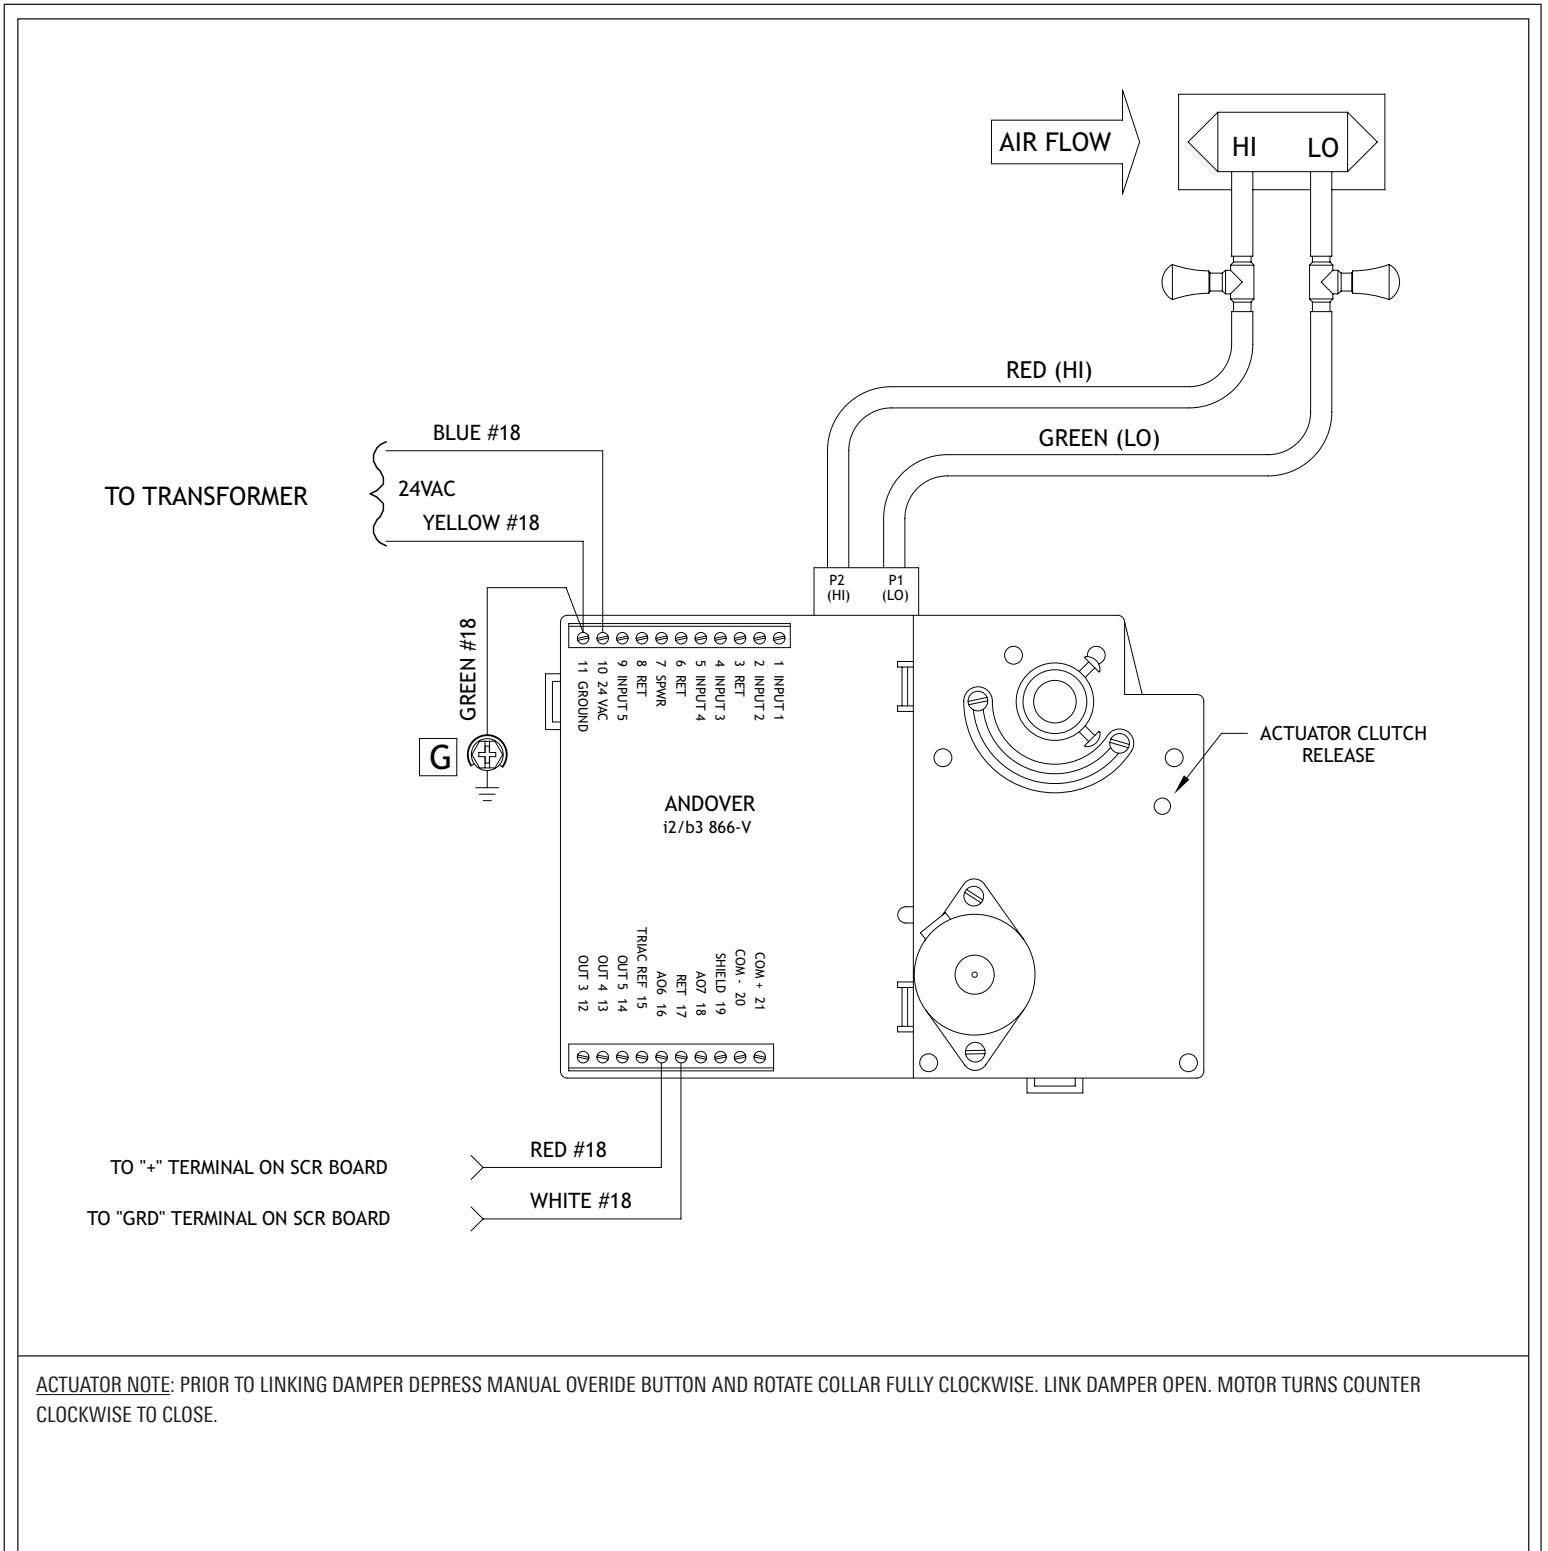 AIR FLOW
HI LO
RED (HI)
GREEN (LO)
BLUE #18
TO TRANSFORMER
24VAC
YELLOW #18
P2
(HI)
P1
(LO)
GREEN #18
G
11 GROUND
10 24 VAC
9 INPUT 5
8 RET
7 SPWR
6 RET
5 INPUT 4
4 INPUT 3
3 RET
2 INPUT 2
1 INPUT 1
ACTUATOR CLUTCH
RELEASE
ANDOVER
i2/b3 866-V
OUT 3 12
OUT 4 13
OUT 5 14
TRIAC REF 15
AO6 16
RET 17
AO7 18
SHIELD 19
COM - 20
COM + 21
RED #18
TO "+" TERMINAL ON SCR BOARD
WHITE #18
TO "GRD" TERMINAL ON SCR BOARD
ACTUATOR NOTE: PRIOR TO LINKING DAMPER DEPRESS MANUAL OVERIDE BUTTON AND ROTATE COLLAR FULLY CLOCKWISE. LINK DAMPER OPEN. MOTOR TURNS COUNTER
CLOCKWISE TO CLOSE.